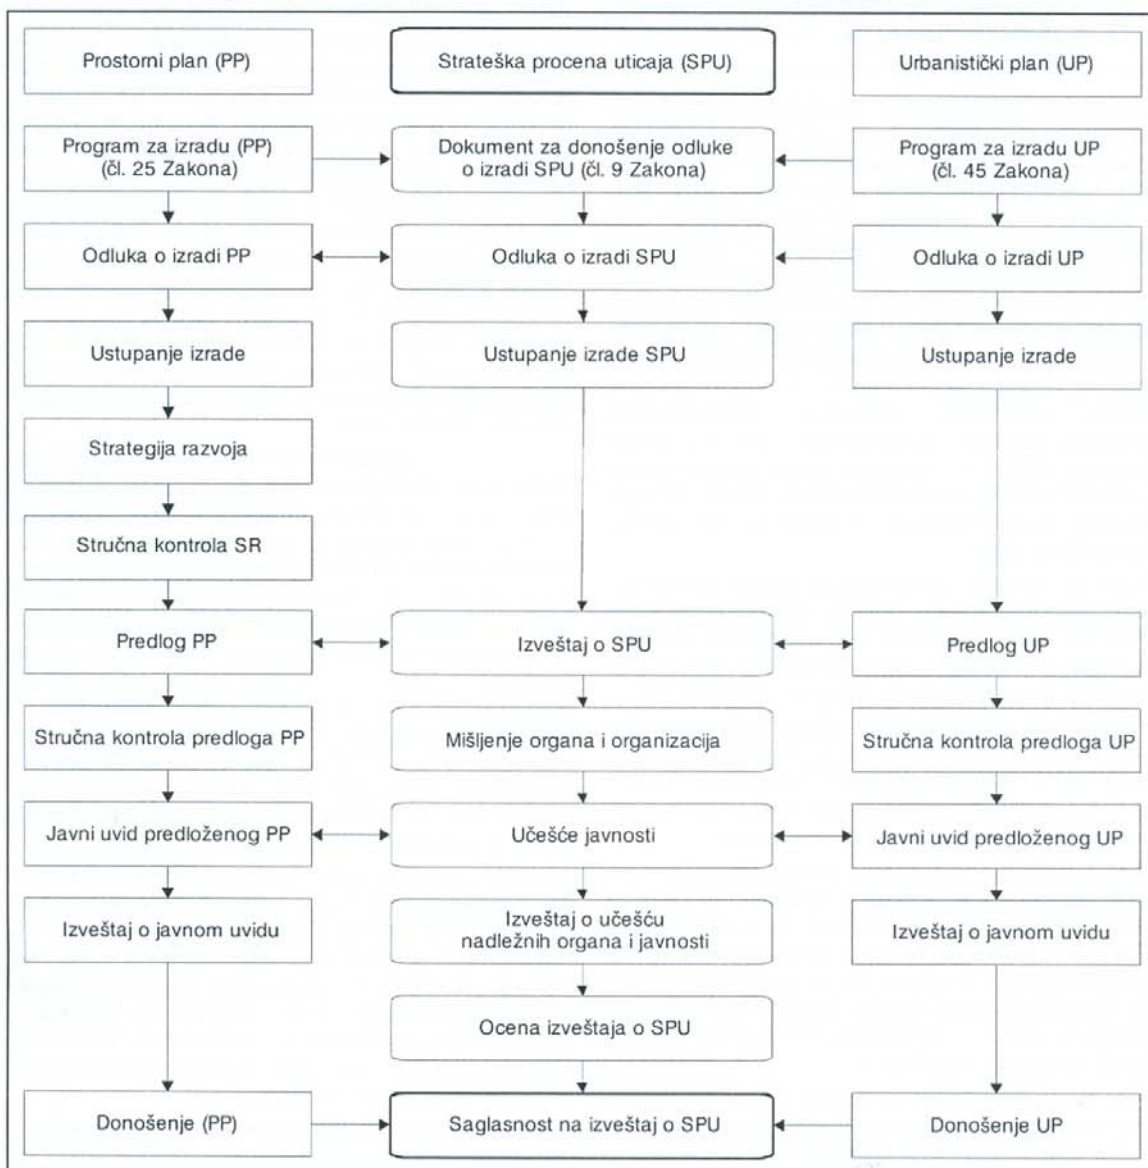 Prostorni plan (PP)
Strateška procena uticaja (SPU)
Urbanistički plan (UP)
Program za izradu (PP)
(čl. 25 Zakona)
Dokument za donošenje odluke
o izradi SPU (čl. 9 Zakona)
Program za izradu UP
(čl. 45 Zakona)
Odluka o izradi PP
Odluka o izradi SPU
Odluka o izradi UP
Ustupanje izrade
Ustupanje izrade SPU
Ustupanje izrade
Strategija razvoja
Stručna kontrola SR
Predlog PP
Izveštaj o SPU
Predlog UP
Stručna kontrola predloga PP
Mišljenje organa i organizacija
Stručna kontrola predloga UP
Javni uvid predloženog PP
Učešće javnosti
Javni uvid predloženog UP
Izveštaj o javnom uvidu
Izveštaj o učešću
nadležnih organa i javnosti
Izveštaj o javnom uvidu
Ocena izveštaja o SPU
Donošenje (PP)
Saglasnost na izveštaj o SPU
Donošenje UP